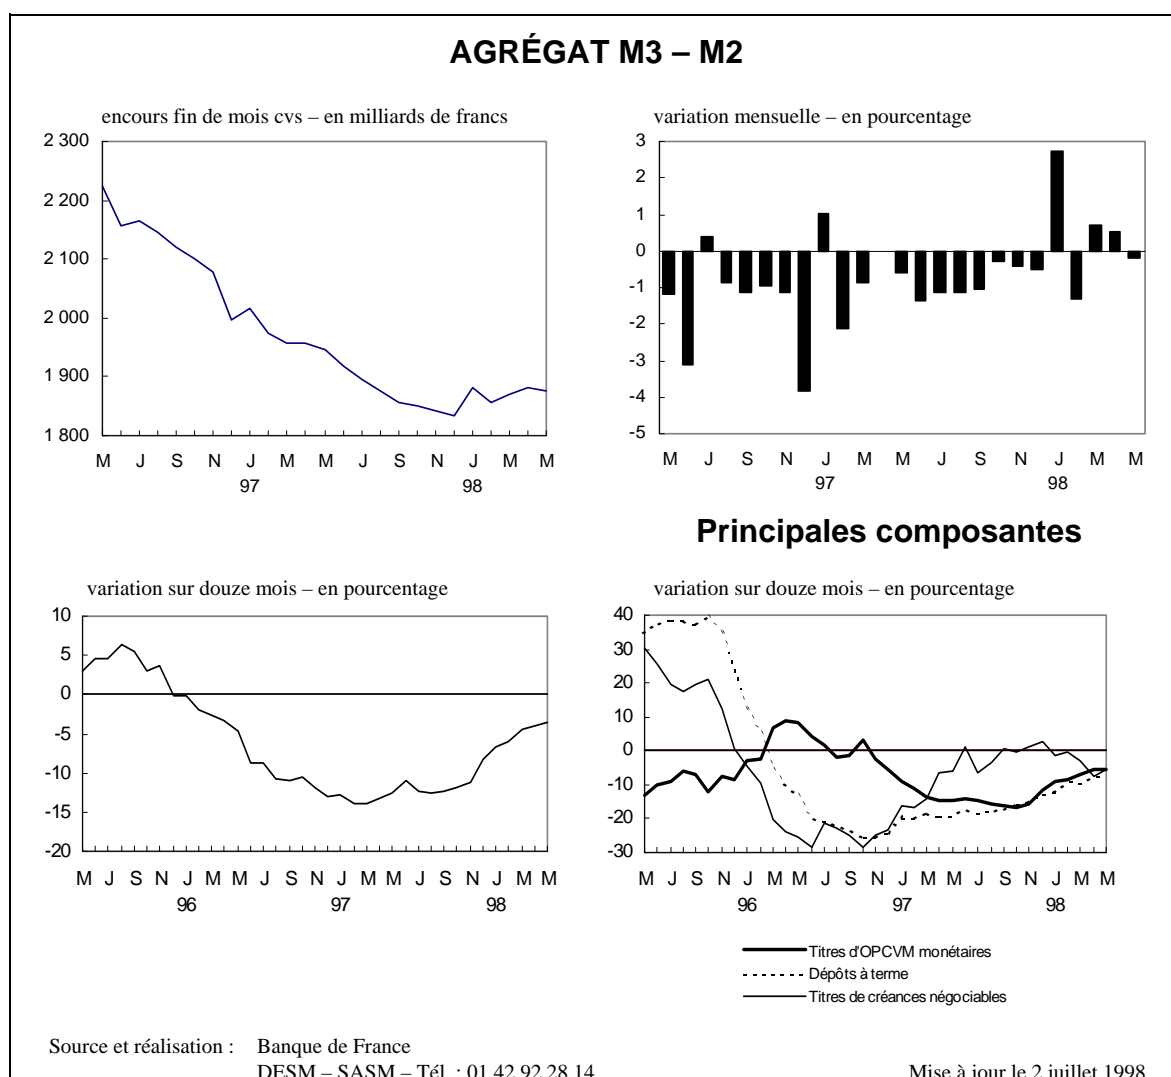 AGRÉGAT M3 – M2
encours fin de mois cvs – en milliards de francs
2 300
2 200
2 100
2 000
1 900
1 800
M J S N J M M J S N J M M
97 98
variation mensuelle – en pourcentage
3
2
1
0
-1
-2
-3
-4
-5
M J S N J M M J S N J M M
97 98
Principales composantes
variation sur douze mois – en pourcentage
10
5
0
-5
-10
-15
-20
M J S N J M M J S N J M M J S N J M M
96 97 98
variation sur douze mois – en pourcentage
40
30
20
10
0
-10
-20
-30
M J S N J M M J S N J M M J S N J M M
96 97 98
Titres d'OPCVM monétaires
Dépôts à terme
Titres de créances négociables
Source et réalisation : Banque de France
DESM – SASM – Tél. : 01 42 92 28 14
Mise à jour le 2 juillet 1998